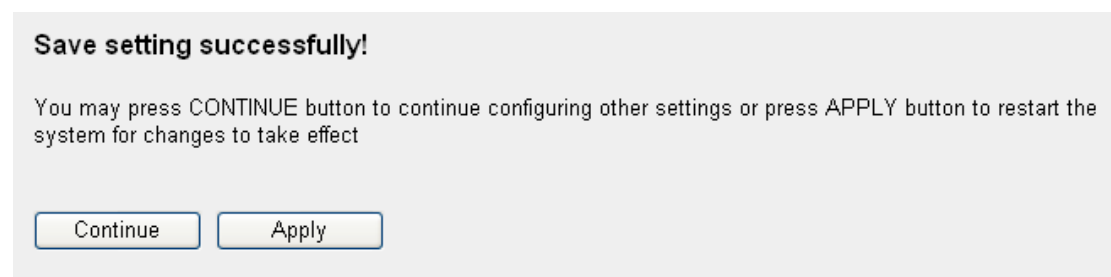 Save setting successfully!
You may press CONTINUE button to continue configuring other settings or press APPLY button to restart the
system for changes to take effect
Continue Apply